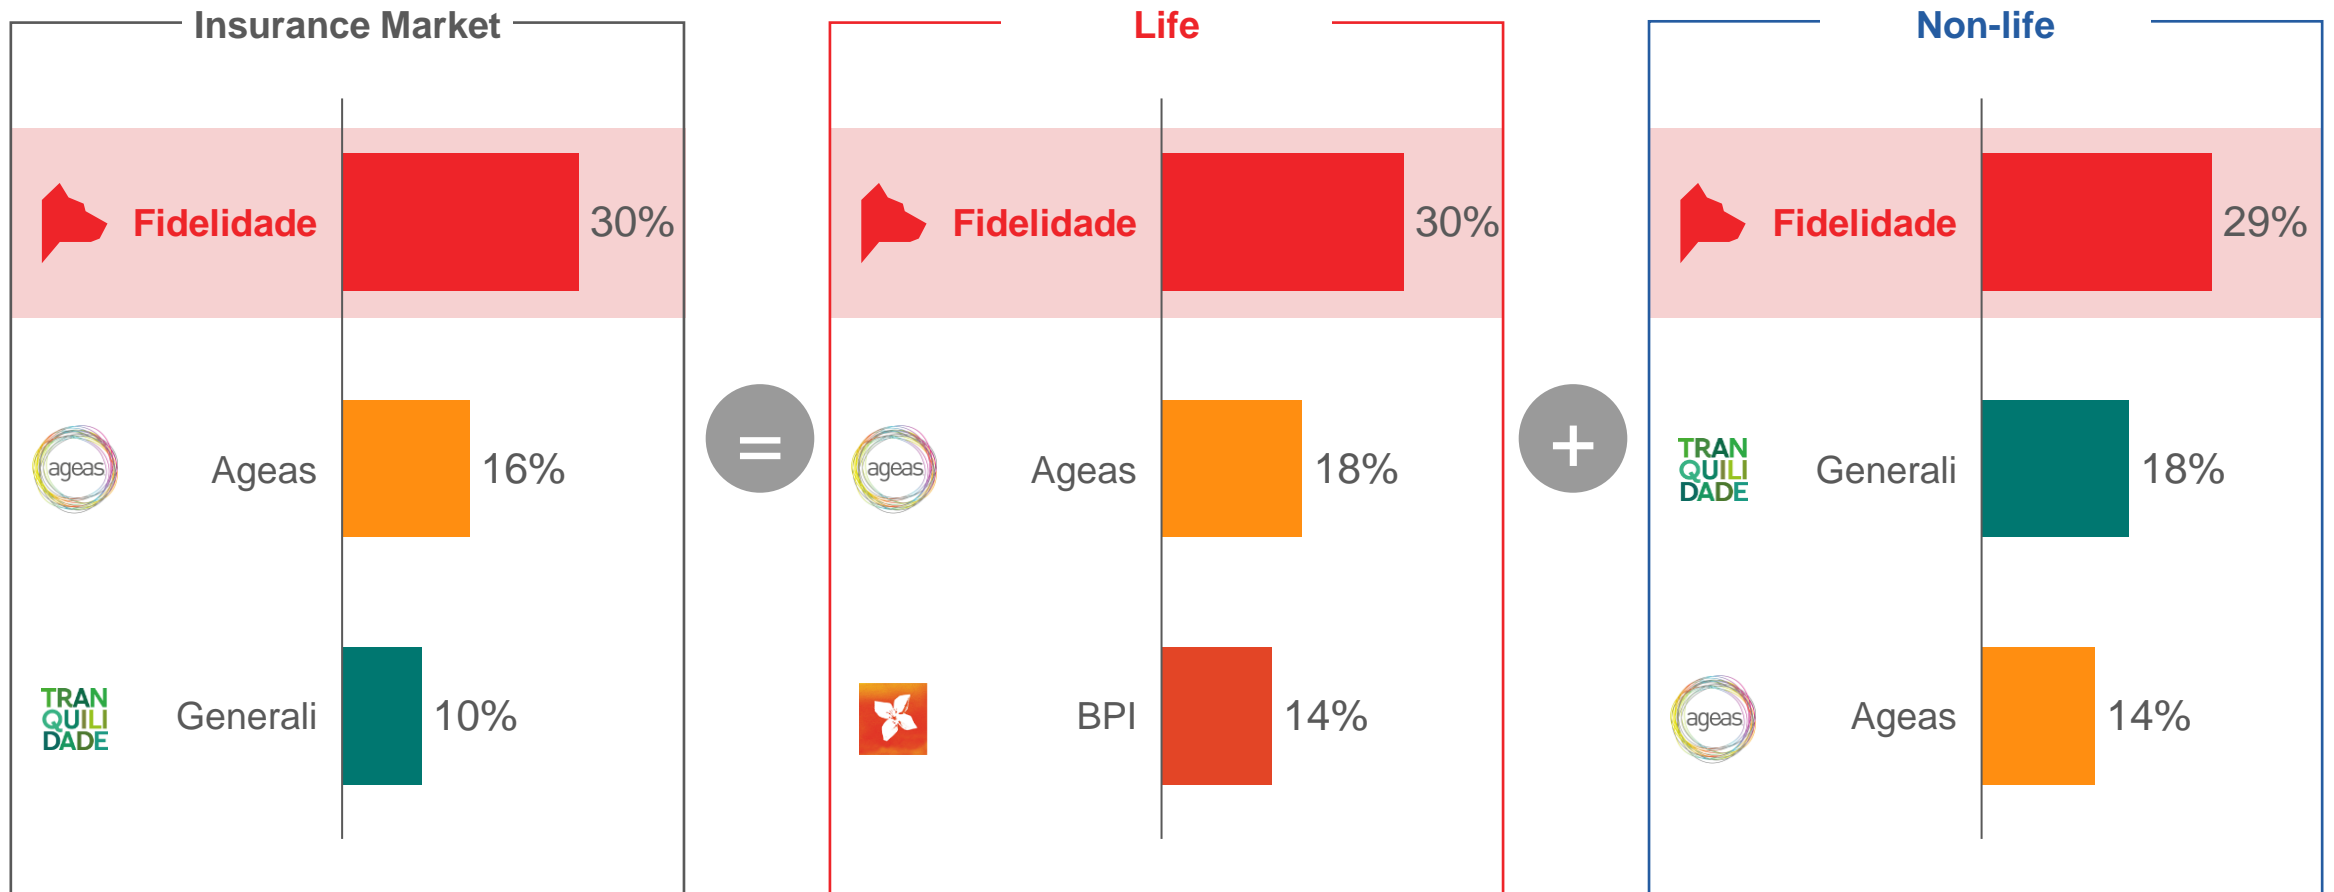 Insurance Market
Fidelidade
30%
ageas
Ageas
16%
TRAN
QUILI
DADE
Generali
10%
=
Life
Fidelidade
30%
ageas
Ageas
18%
BPI
14%
+
Non-life
Fidelidade
29%
TRAN
QUILI
DADE
Generali
18%
ageas
Ageas
14%